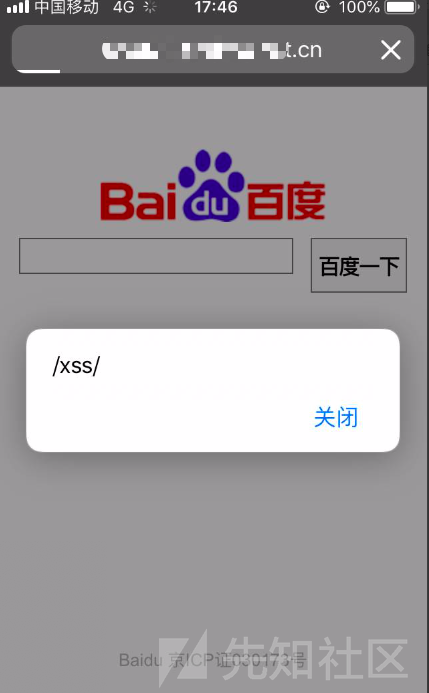 中国移动 4G 17:46 100%
t.cn
Bai du 百度
百度一下
/xss/
关闭
Baidu 京ICP证030173号
先知社区